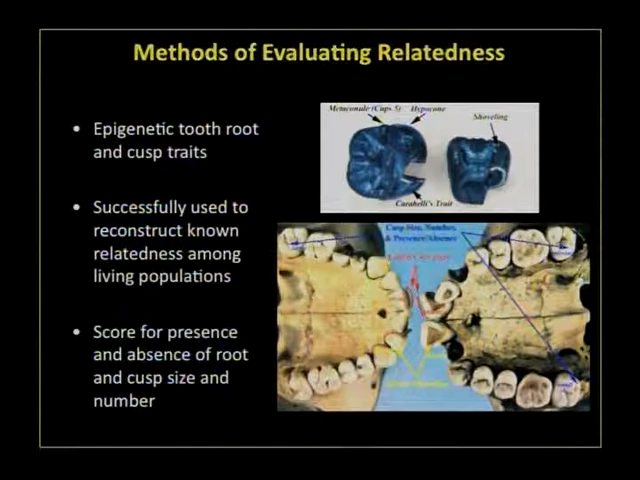 Methods of Evaluating Relatedness
• Epigenetic tooth root
and cusp traits
• Successfully used to
reconstruct known
relatedness among
living populations
• Score for presence
and absence of root
and cusp size and
number
Metaconule (Cups 5) Hypocone
Shoveling
Carabelli's Trait
Cusp Size, Number,
& Presence/Absence